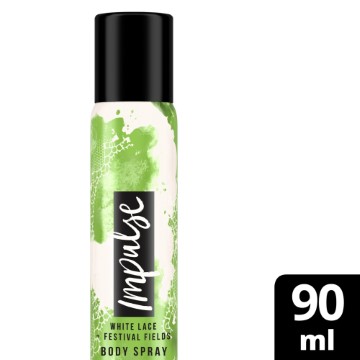 Impulse
WHITE LACE
+ FESTIVAL FIELDS
BODY SPRAY
90
ml